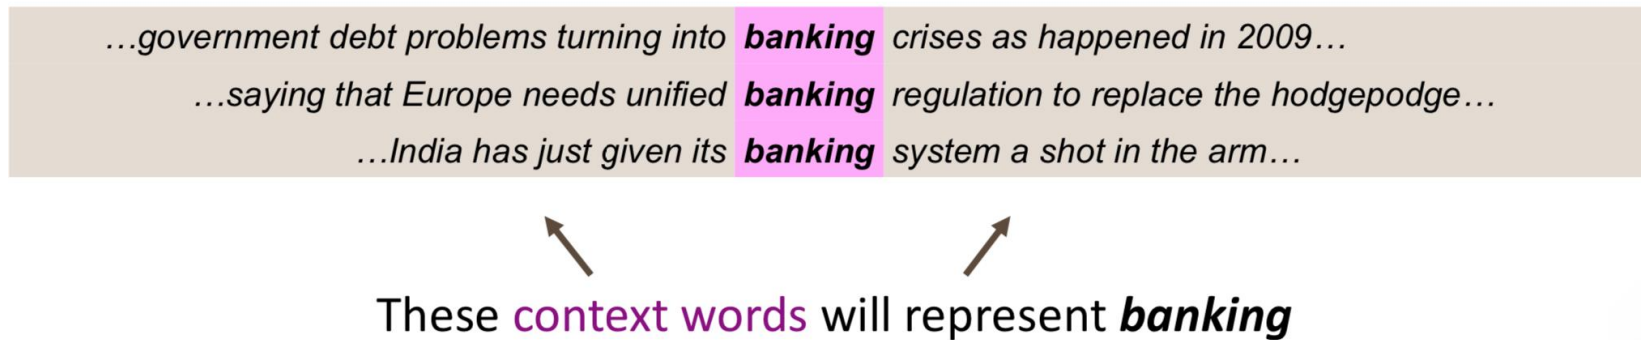 …government debt problems turning into banking crises as happened in 2009…
…saying that Europe needs unified banking regulation to replace the hodgepodge…
…India has just given its banking system a shot in the arm…
These context words will represent banking